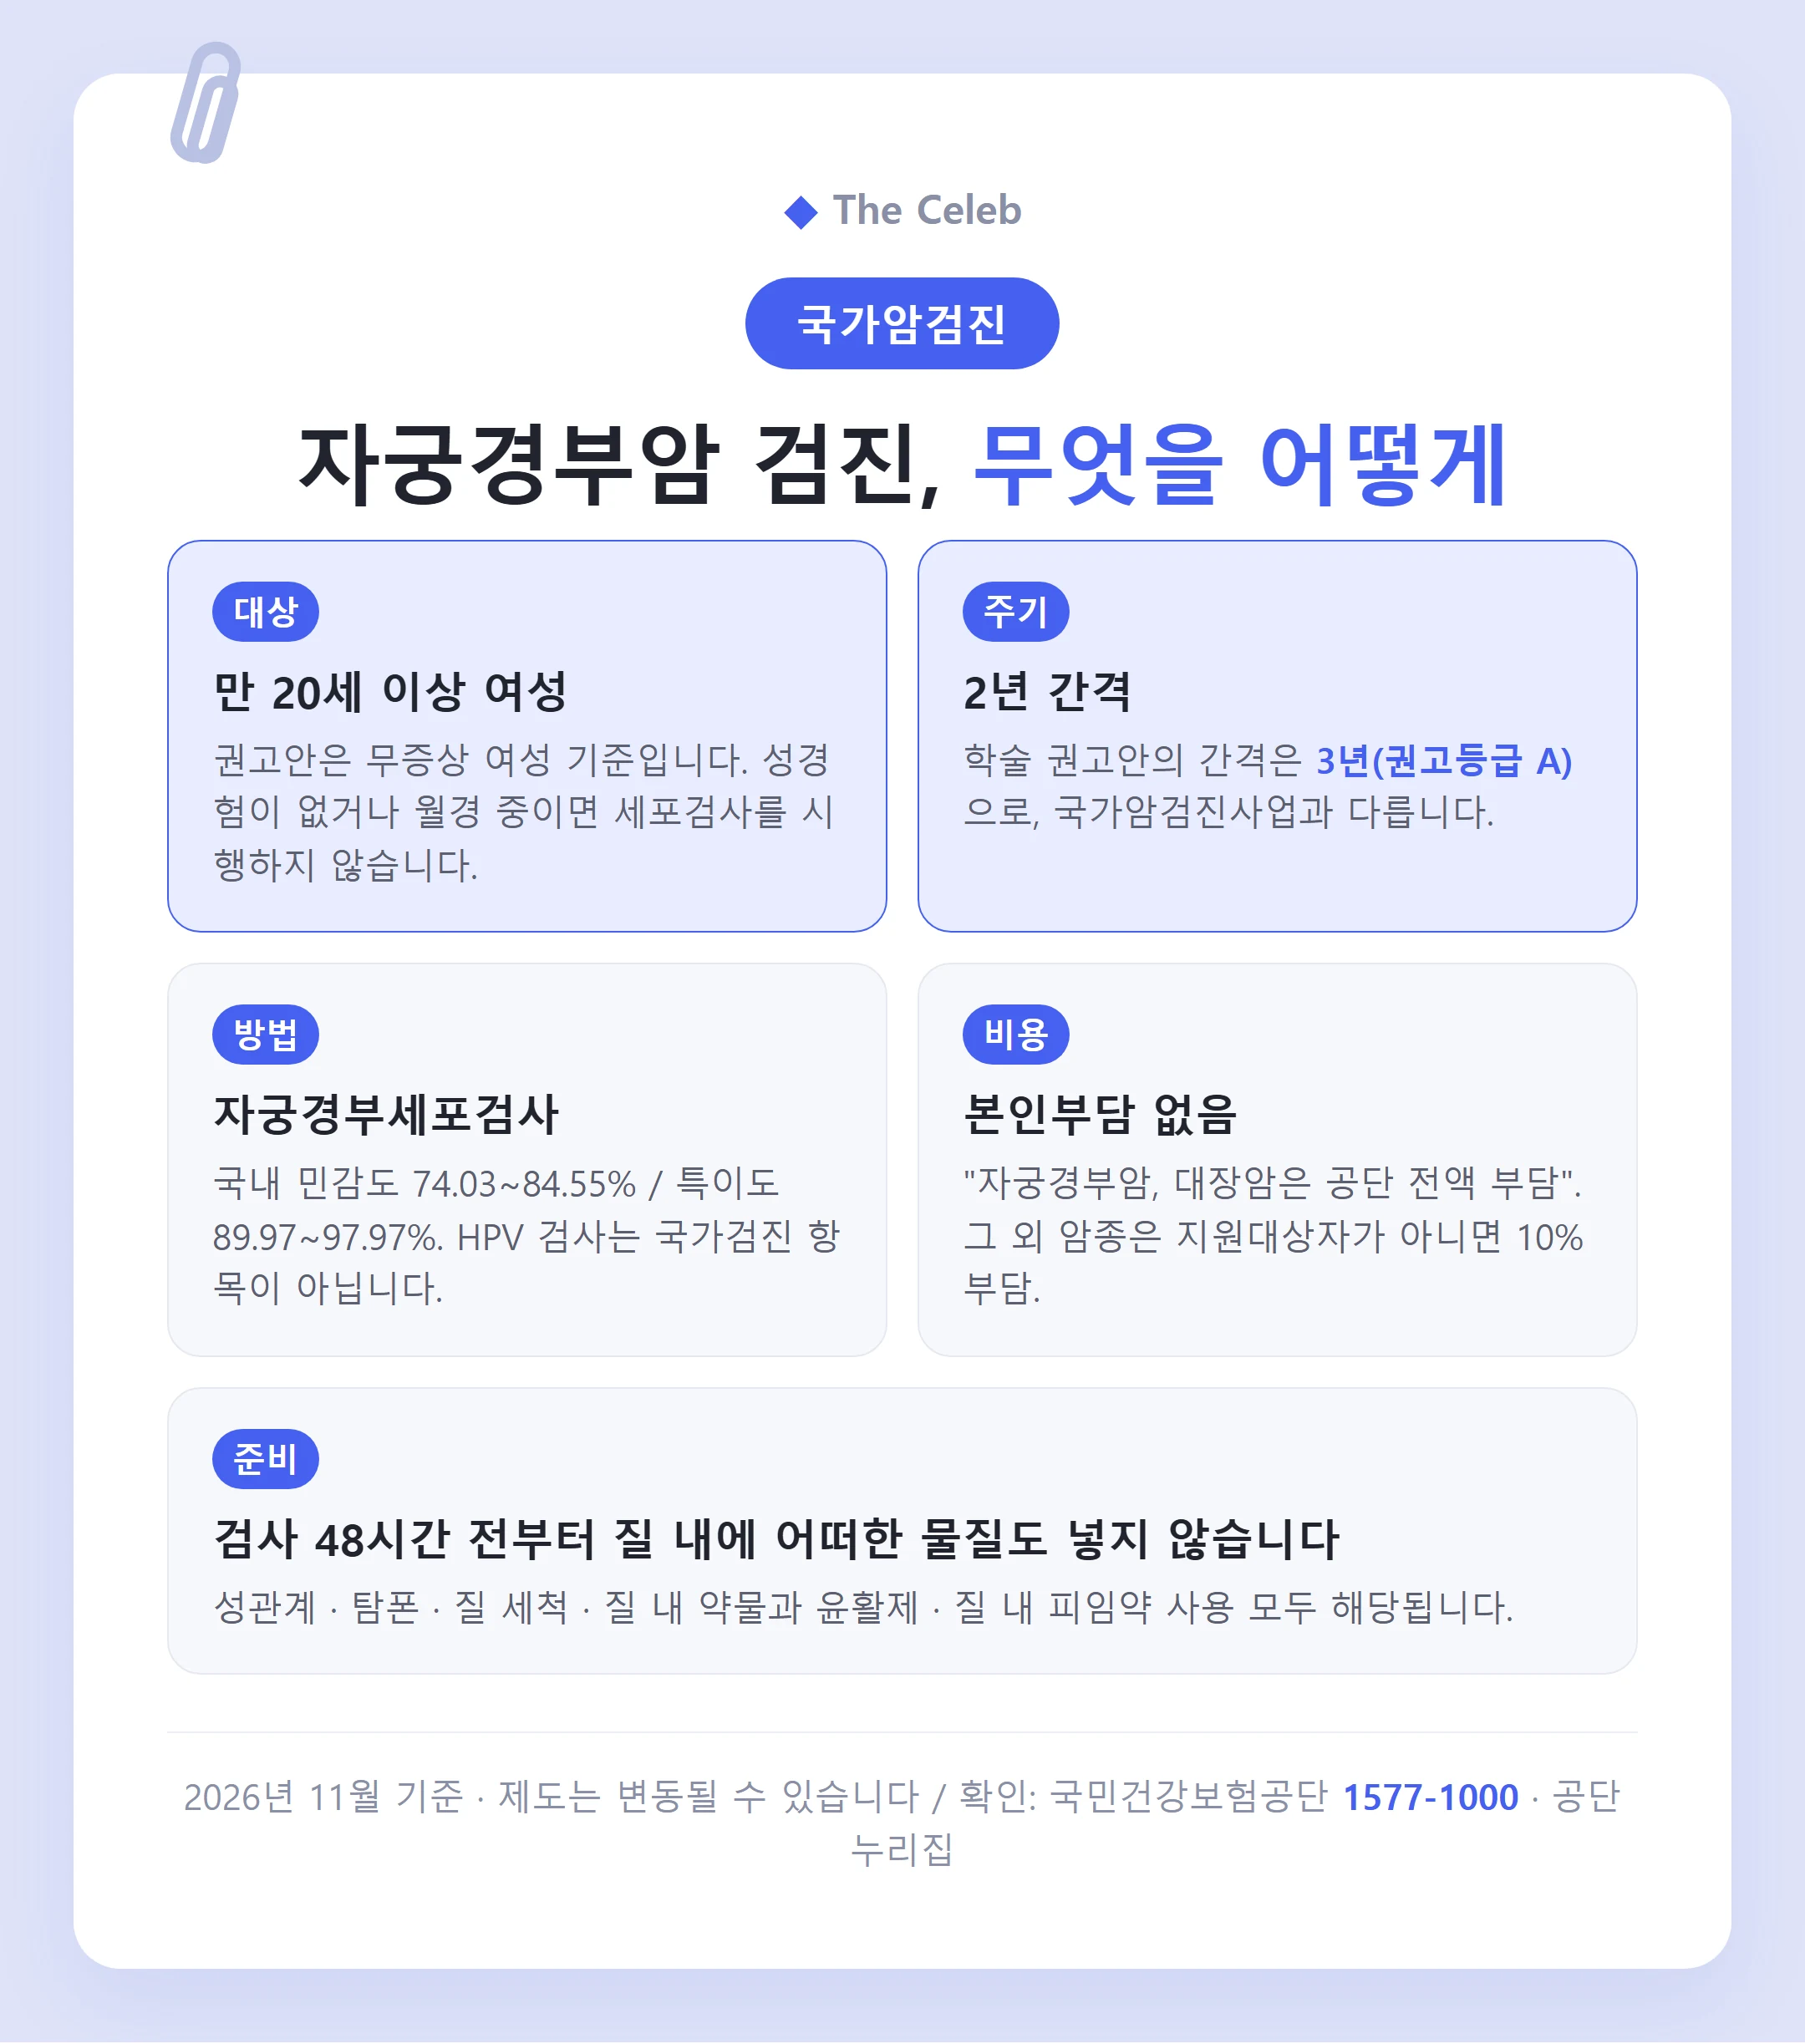 The Celeb
국가암검진
자궁경부암 검진, 무엇을 어떻게
대상
만 20세 이상 여성
권고안은 무증상 여성 기준입니다. 성경
험이 없거나 월경 중이면 세포검사를 시
행하지 않습니다.
주기
2년 간격
학술 권고안의 간격은 3년(권고등급 A)
으로, 국가암검진사업과 다릅니다.
방법
자궁경부세포검사
국내 민감도 74.03~84.55% / 특이도
89.97~97.97%. HPV 검사는 국가검진 항
목이 아닙니다.
비용
본인부담 없음
"자궁경부암, 대장암은 공단 전액 부담".
그 외 암종은 지원대상자가 아니면 10%
부담.
준비
검사 48시간 전부터 질 내에 어떠한 물질도 넣지 않습니다
성관계 · 탐폰 · 질 세척 · 질 내 약물과 윤활제 · 질 내 피임약 사용 모두 해당됩니다.
2026년 11월 기준 · 제도는 변동될 수 있습니다 / 확인: 국민건강보험공단 1577-1000 · 공단
누리집